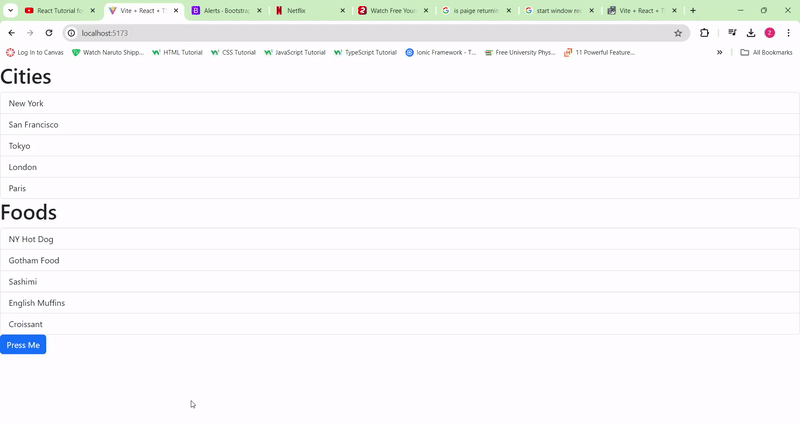 React Tutorial fo
Vite + React + T
Alerts · Bootstrap
Netflix
Watch Free Your
is paige returnin
start window rec
Vite + React + T
localhost:5173
2
Log In to Canvas
Watch Naruto Shipp...
HTML Tutorial
CSS Tutorial
JavaScript Tutorial
TypeScript Tutorial
Ionic Framework - T...
Free University Phys...
11 Powerful Feature...
All Bookmarks
Cities
New York
San Francisco
Tokyo
London
Paris
Foods
NY Hot Dog
Gotham Food
Sashimi
English Muffins
Croissant
Press Me